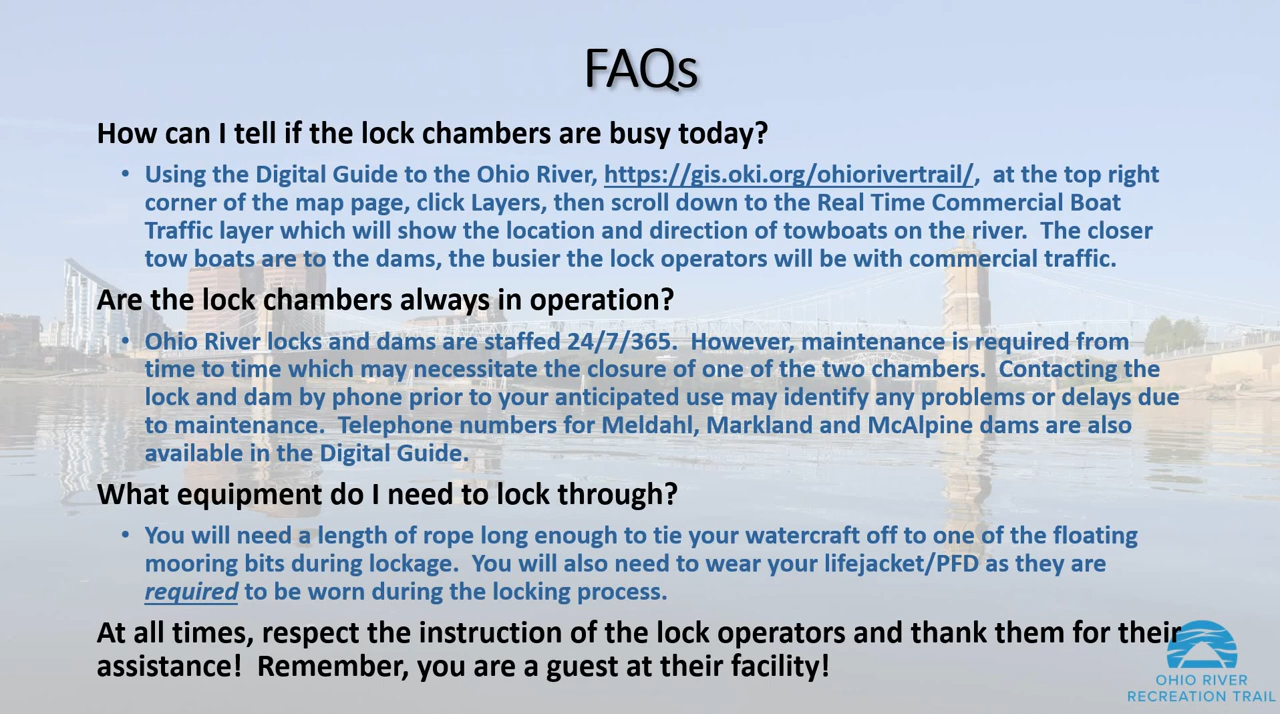 FAQs
How can I tell if the lock chambers are busy today?
• Using the Digital Guide to the Ohio River, https://gis.oki.org/ohiorivertrail/, at the top right
corner of the map page, click Layers, then scroll down to the Real Time Commercial Boat
Traffic layer which will show the location and direction of towboats on the river. The closer
tow boats are to the dams, the busier the lock operators will be with commercial traffic.
Are the lock chambers always in operation?
• Ohio River locks and dams are staffed 24/7/365. However, maintenance is required from
time to time which may necessitate the closure of one of the two chambers. Contacting the
lock and dam by phone prior to your anticipated use may identify any problems or delays due
to maintenance. Telephone numbers for Meldahl, Markland and McAlpine dams are also
available in the Digital Guide.
What equipment do I need to lock through?
• You will need a length of rope long enough to tie your watercraft off to one of the floating
mooring bits during lockage. You will also need to wear your lifejacket/PFD as they are
required to be worn during the locking process.
At all times, respect the instruction of the lock operators and thank them for their
assistance! Remember, you are a guest at their facility!
OHIO RIVER
RECREATION TRAIL